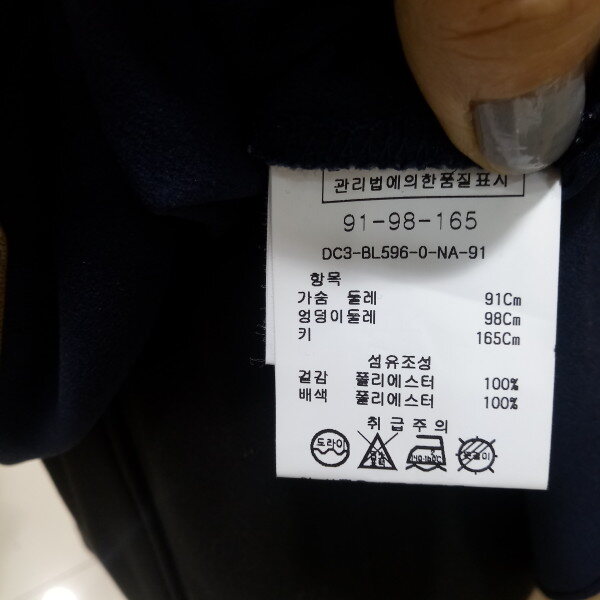 관리법에의한품질표시
91-98-165
DC3-BL596-0-NA-91
항목
가슴 둘레 91Cm
엉덩이둘레 98Cm
키 165Cm
섬유조성
겉감 폴리에스터 100%
배색 폴리에스터 100%
취급주의
드라이